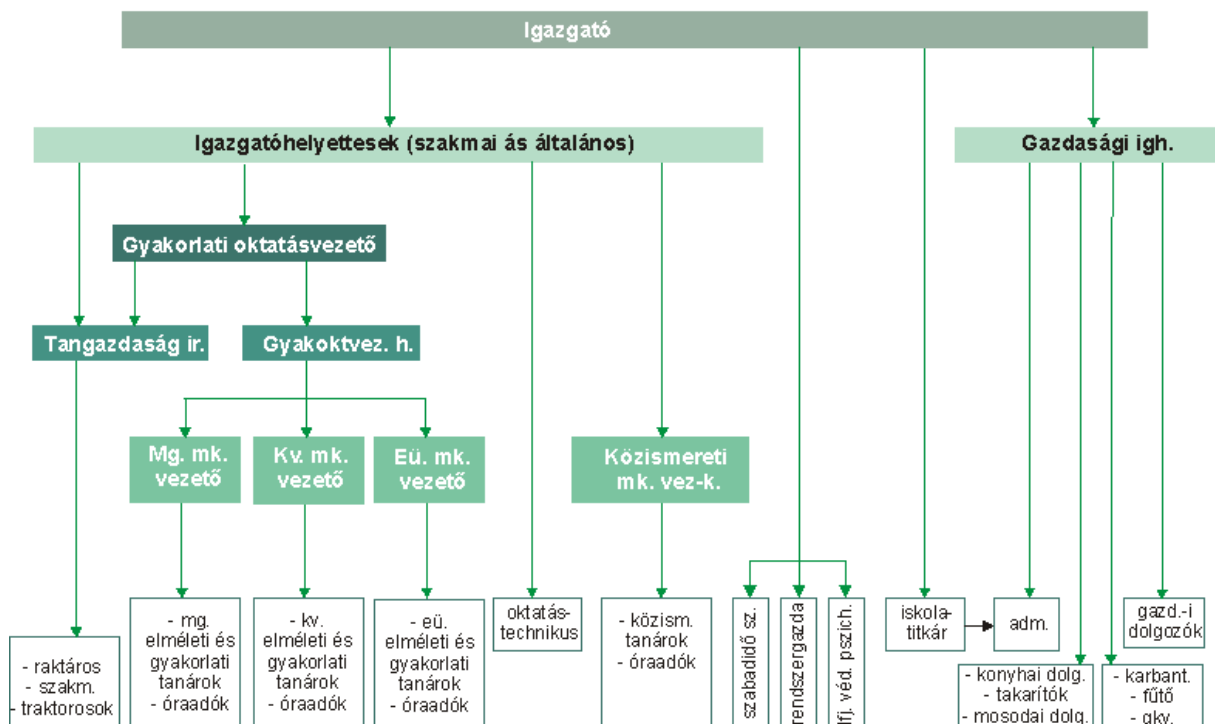 Igazgató
Igazgatóhelyettesek (szakmai ás általános)
Gazdasági igh.
Gyakorlati oktatásvezető
Tangazdaság ir.
Gyakoktvez. h.
Mg. mk.
vezető
Kv. mk.
vezető
Eü. mk.
vezető
Közismereti
mk. vez-k.
- raktáros
- szakm.
- traktorosok
- mg.
elméleti és
gyakorlati
tanárok
- óraadók
- kv.
elméleti és
gyakorlati
tanárok
- óraadók
- eü.
elméleti és
gyakorlati
tanárok
- óraadók
oktatás-
technikus
- közism.
tanárok
- óraadók
szabadidő sz.
rendszergazda
ifj. véd. pszich.
iskola-
titkár
adm.
gazd.-i
dolgozók
- konyhai dolg.
- takarítók
- mosodai dolg.
- karbant.
- fűtő
- gkv.